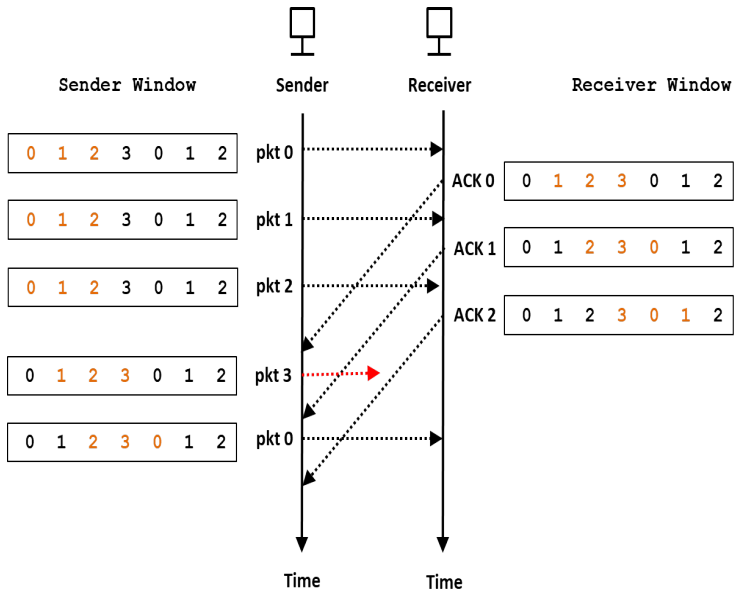 Sender Window Sender Receiver Receiver Window
0 1 2 3 0 1 2 pkt 0
ACK 0 0 1 2 3 0 1 2
0 1 2 3 0 1 2 pkt 1
ACK 1 0 1 2 3 0 1 2
0 1 2 3 0 1 2 pkt 2
ACK 2 0 1 2 3 0 1 2
0 1 2 3 0 1 2 pkt 3
0 1 2 3 0 1 2 pkt 0
Time Time